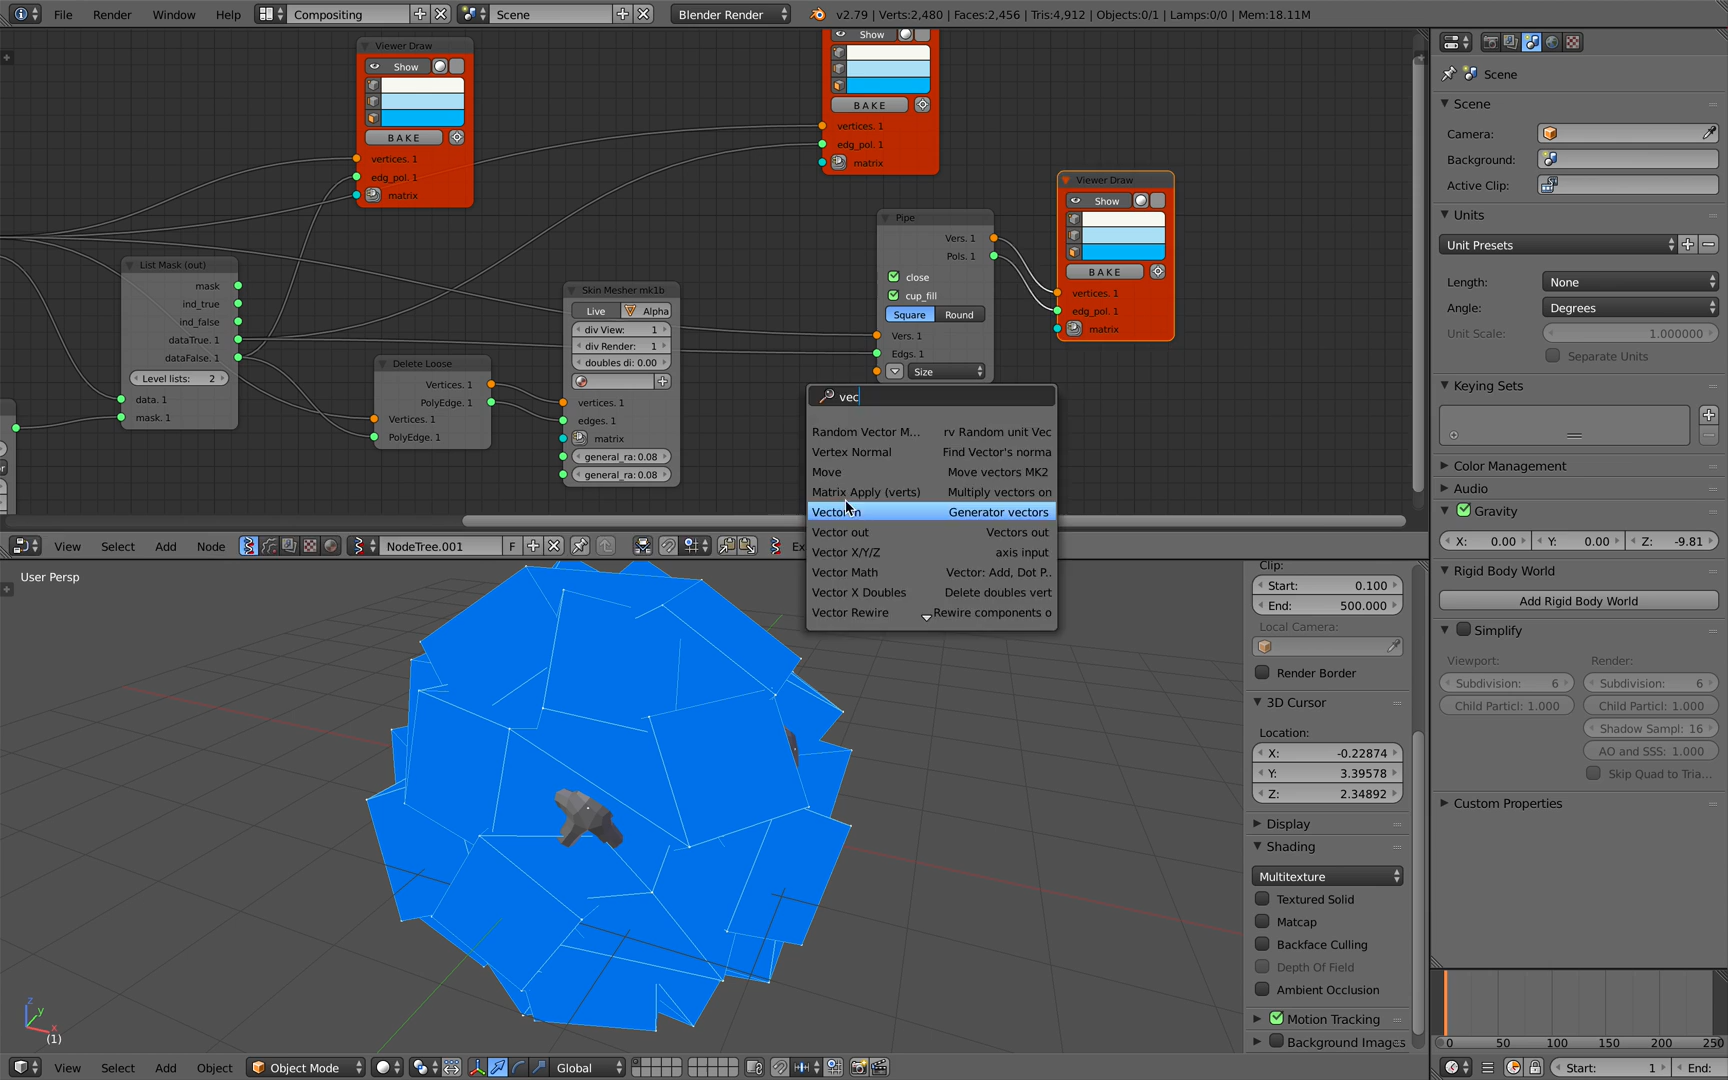 File Render Window Help Compositing Scene Blender Render v2.79 | Verts:2,480 | Faces:2,456 | Tris:4,912 | Objects:0/1 | Lamps:0/0 | Mem:18.11M
Viewer Draw
Show
BAKE
vertices. 1
edg_pol. 1
matrix
Show
BAKE
vertices. 1
edg_pol. 1
matrix
Viewer Draw
Show
BAKE
vertices. 1
edg_pol. 1
matrix
Pipe
Vers. 1
Pols. 1
close
cup_fill
Square Round
Vers. 1
Edgs. 1
Size
List Mask (out)
mask
ind_true
ind_false
dataTrue. 1
dataFalse. 1
Level lists: 2
data. 1
mask. 1
Delete Loose
Vertices. 1
PolyEdge. 1
Vertices. 1
PolyEdge. 1
Skin Mesher mk1b
Live Alpha
div View: 1
div Render: 1
doubles di: 0.00
vertices. 1
edges. 1
matrix
general_ra: 0.08
general_ra: 0.08
vec
Random Vector M... rv Random unit Vec
Vertex Normal Find Vector's norma
Move Move vectors MK2
Matrix Apply (verts) Multiply vectors on
Vector in Generator vectors
Vector out Vectors out
Vector X/Y/Z axis input
Vector Math Vector: Add, Dot P..
Vector X Doubles Delete doubles vert
Vector Rewire Rewire components o
View Select Add Node NodeTree.001 F Ex
User Persp
z
y
x
(1)
View Select Add Object Object Mode Global
Clip:
Start: 0.100
End: 500.000
Local Camera:
Render Border
3D Cursor
Location:
X: -0.22874
Y: 3.39578
Z: 2.34892
Display
Shading
Multitexture
Textured Solid
Matcap
Backface Culling
Depth Of Field
Ambient Occlusion
Motion Tracking
Background Images
Scene
Scene
Camera:
Background:
Active Clip:
Units
Unit Presets
Length: None
Angle: Degrees
Unit Scale: 1.000000
Separate Units
Keying Sets
Color Management
Audio
Gravity
X: 0.00 Y: 0.00 Z: -9.81
Rigid Body World
Add Rigid Body World
Simplify
Viewport: Render:
Subdivision: 6 Subdivision: 6
Child Particl: 1.000 Child Particl: 1.000
Shadow Sampl: 16
AO and SSS: 1.000
Skip Quad to Tria...
Custom Properties
0 50 100 150 200 250
Start: 1 End: